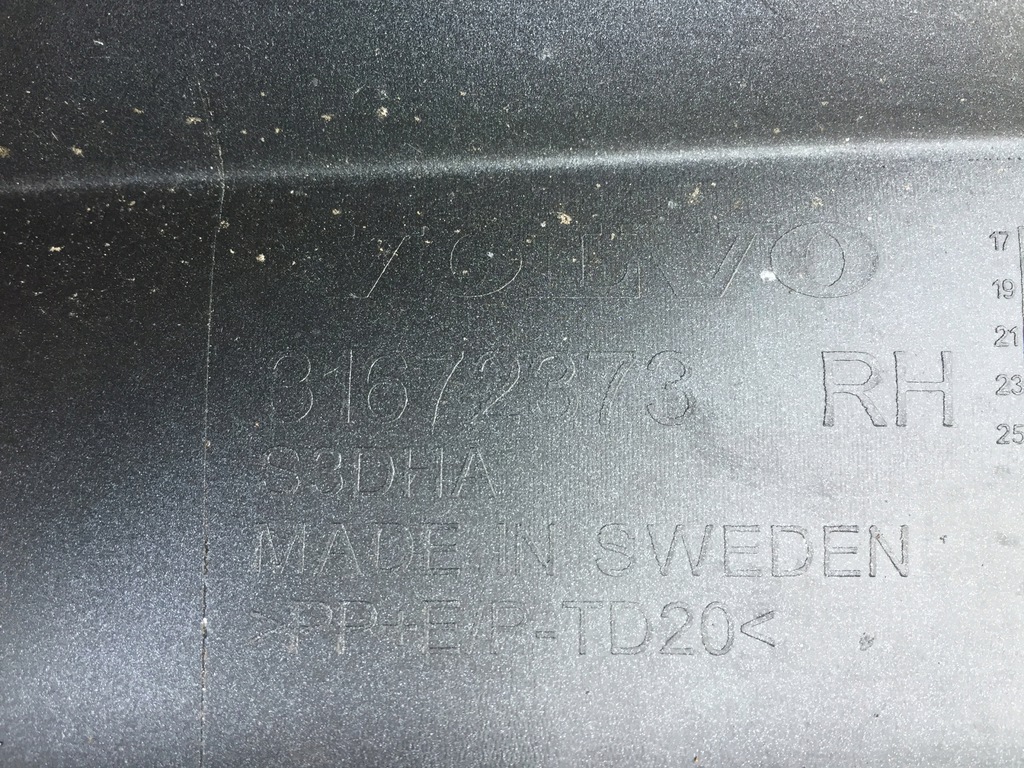 VOLVO
31672373 RH
S3DHA
MADE IN SWEDEN
>PP+E/P-TD20<
17
19
21
23
25